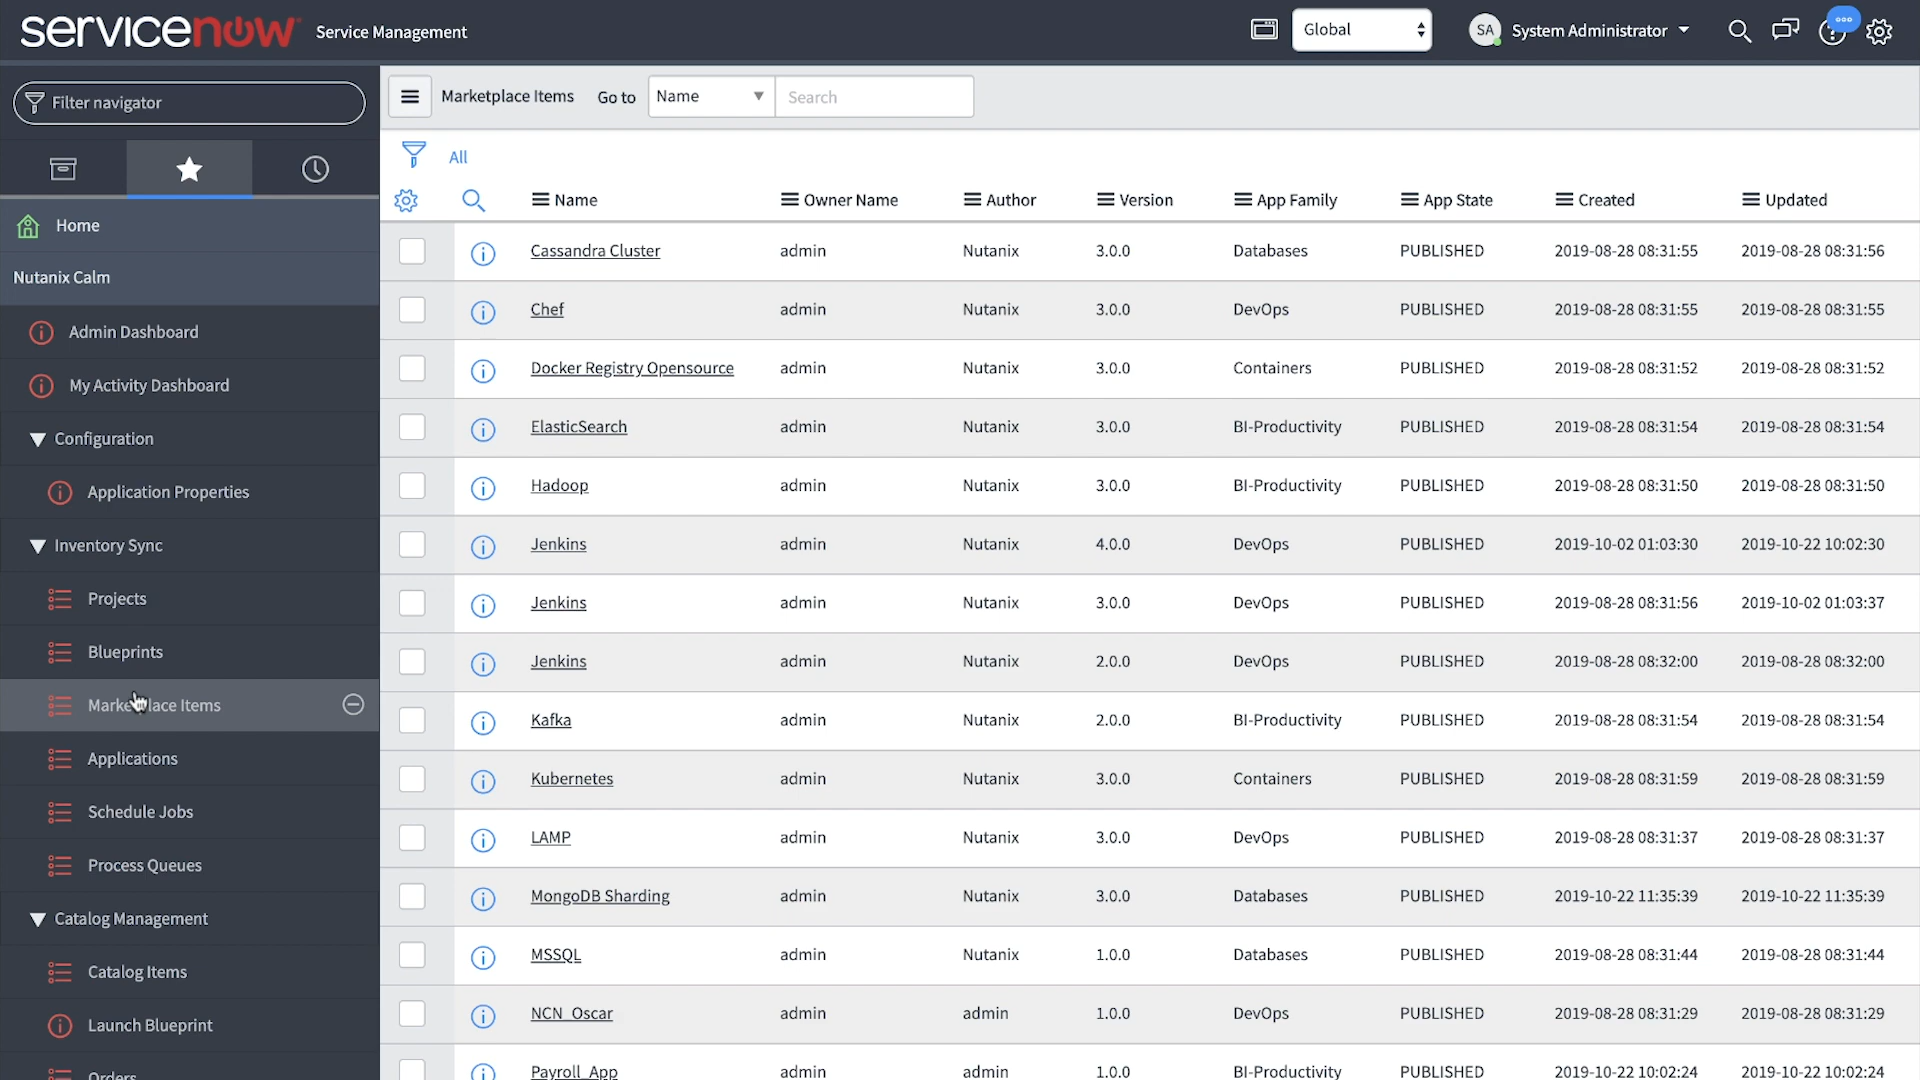 servicenow Service Management Global SA System Administrator
Filter navigator
Marketplace Items Go to Name Search
All
Name Owner Name Author Version App Family App State Created Updated
Home
Nutanix Calm
Admin Dashboard
My Activity Dashboard
Configuration
Application Properties
Inventory Sync
Projects
Blueprints
Marketplace Items
Applications
Schedule Jobs
Process Queues
Catalog Management
Catalog Items
Launch Blueprint
Orders
Cassandra Cluster admin Nutanix 3.0.0 Databases PUBLISHED 2019-08-28 08:31:55 2019-08-28 08:31:56
Chef admin Nutanix 3.0.0 DevOps PUBLISHED 2019-08-28 08:31:55 2019-08-28 08:31:55
Docker Registry Opensource admin Nutanix 3.0.0 Containers PUBLISHED 2019-08-28 08:31:52 2019-08-28 08:31:52
ElasticSearch admin Nutanix 3.0.0 BI-Productivity PUBLISHED 2019-08-28 08:31:54 2019-08-28 08:31:54
Hadoop admin Nutanix 3.0.0 BI-Productivity PUBLISHED 2019-08-28 08:31:50 2019-08-28 08:31:50
Jenkins admin Nutanix 4.0.0 DevOps PUBLISHED 2019-10-02 01:03:30 2019-10-22 10:02:30
Jenkins admin Nutanix 3.0.0 DevOps PUBLISHED 2019-08-28 08:31:56 2019-10-02 01:03:37
Jenkins admin Nutanix 2.0.0 DevOps PUBLISHED 2019-08-28 08:32:00 2019-08-28 08:32:00
Kafka admin Nutanix 2.0.0 BI-Productivity PUBLISHED 2019-08-28 08:31:54 2019-08-28 08:31:54
Kubernetes admin Nutanix 3.0.0 Containers PUBLISHED 2019-08-28 08:31:59 2019-08-28 08:31:59
LAMP admin Nutanix 3.0.0 DevOps PUBLISHED 2019-08-28 08:31:37 2019-08-28 08:31:37
MongoDB Sharding admin Nutanix 3.0.0 Databases PUBLISHED 2019-10-22 11:35:39 2019-10-22 11:35:39
MSSQL admin Nutanix 1.0.0 Databases PUBLISHED 2019-08-28 08:31:44 2019-08-28 08:31:44
NCN_Oscar admin admin 1.0.0 DevOps PUBLISHED 2019-08-28 08:31:29 2019-08-28 08:31:29
Payroll_App admin admin 1.0.0 BI-Productivity PUBLISHED 2019-10-22 10:02:24 2019-10-22 10:02:24